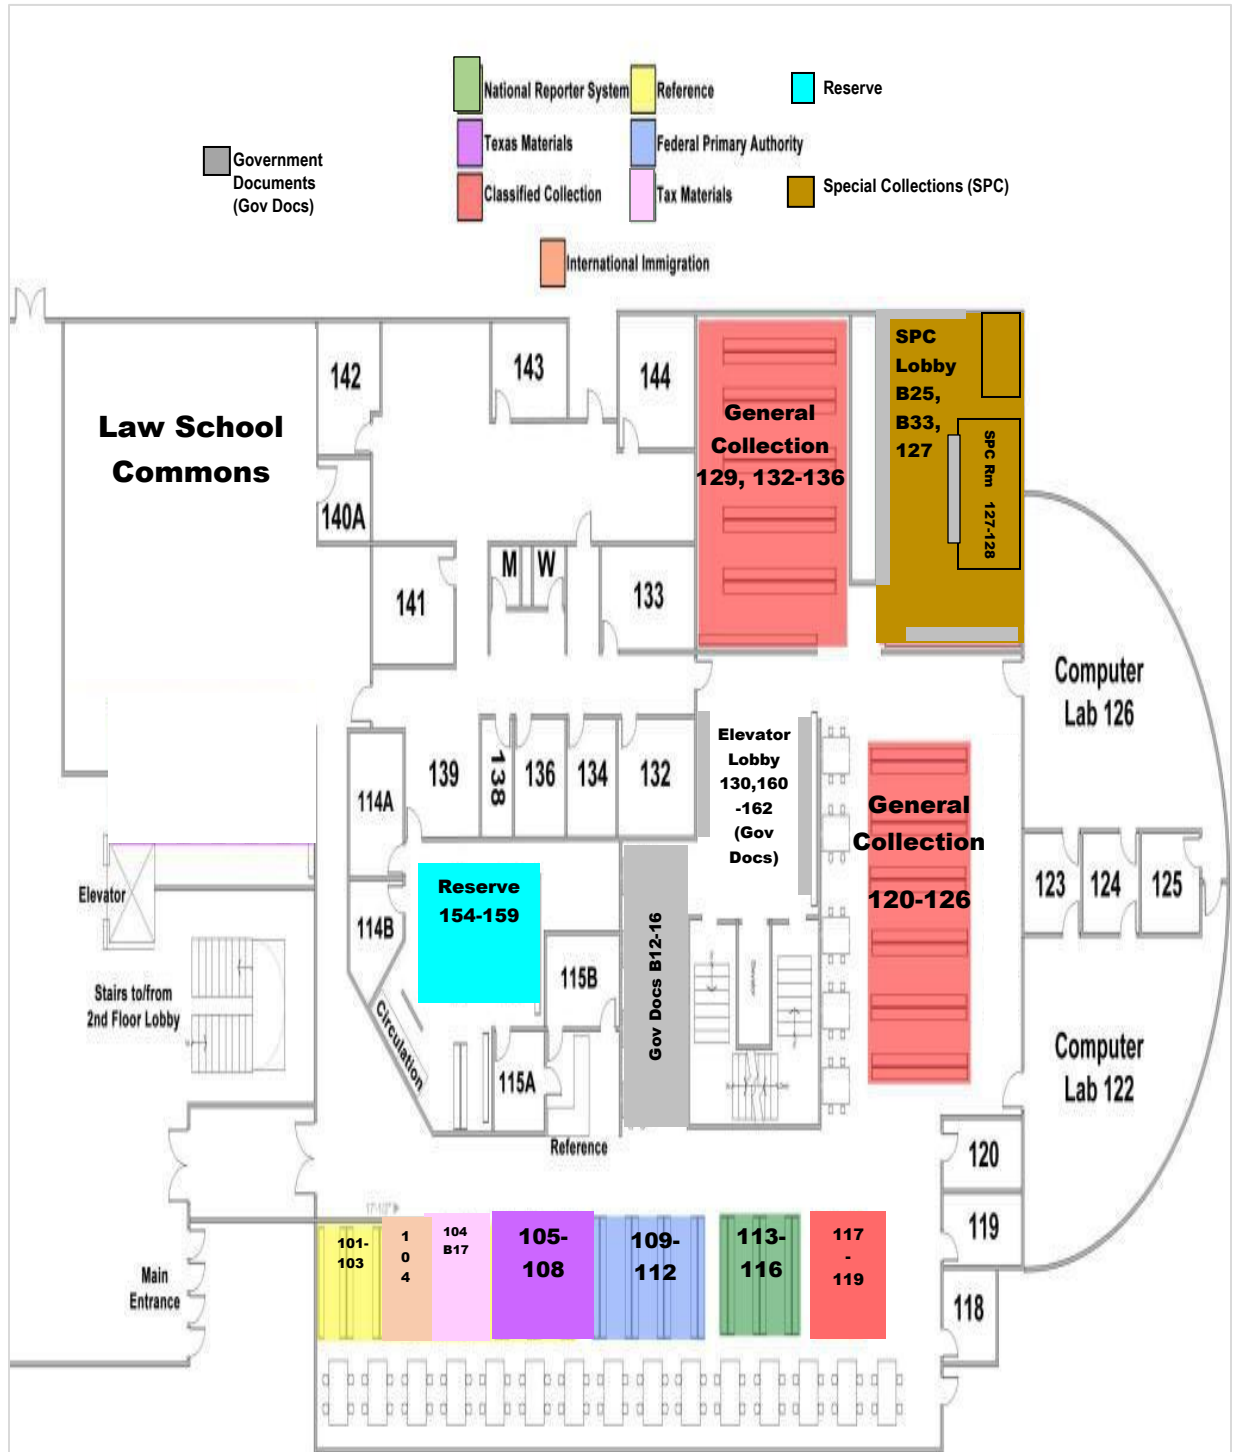 National Reporter System
Reference
Reserve
Texas Materials
Federal Primary Authority
Government
Documents
(Gov Docs)
Classified Collection
Tax Materials
Special Collections (SPC)
International Immigration
142
143
144
SPC
Lobby
B25,
B33,
127
SPC Rm 127-128
General
Collection
129, 132-136
Law School
Commons
140A
M
W
141
133
Computer
Lab 126
Elevator
Lobby
130,160
-162
(Gov
Docs)
139
138
136
134
132
114A
General
Collection
120-126
Reserve
154-159
Elevator
114B
123
124
125
115B
Gov Docs B12-16
Elevator
Stairs to/from
2nd Floor Lobby
Circulation
115A
Computer
Lab 122
Reference
120
119
101-
103
1
0
4
104
B17
105-
108
109-
112
113-
116
117
-
119
Main
Entrance
118